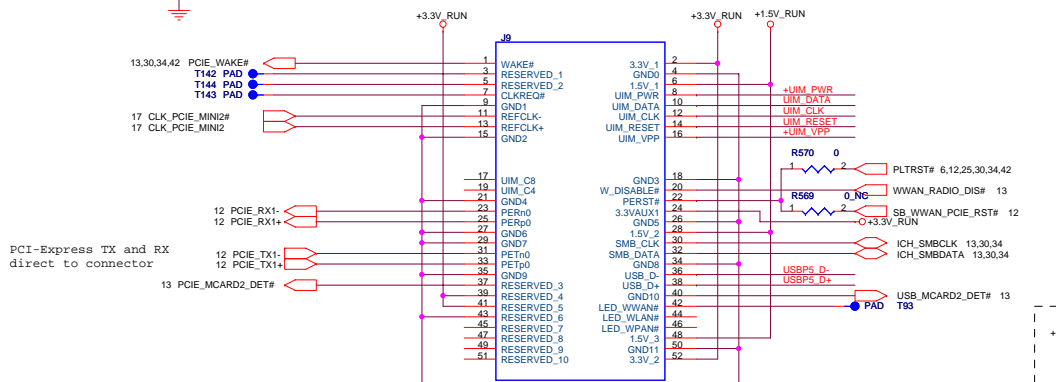 +3.3V_RUN +3.3V_RUN +1.5V_RUN
J9
13,30,34,42 PCIE_WAKE# 1 WAKE# 3.3V_1 2
T142 PAD 3 RESERVED_1 GND0 4
T144 PAD 5 RESERVED_2 1.5V_1 6
T143 PAD 7 CLKREQ# UIM_PWR 8 +UIM_PWR
9 GND1 UIM_DATA 10 UIM_DATA
17 CLK_PCIE_MINI2# 11 REFCLK- UIM_CLK 12 UIM_CLK
17 CLK_PCIE_MINI2 13 REFCLK+ UIM_RESET 14 UIM_RESET
15 GND2 UIM_VPP 16 +UIM_VPP
R570 0
1 2 PLTRST# 6,12,25,30,34,42
17 UIM_C8 GND3 18
19 UIM_C4 W_DISABLE# 20 WWAN_RADIO_DIS# 13
R569 0_NC
21 GND4 PERST# 22
12 PCIE_RX1- 23 PERn0 3.3VAUX1 24 1 2 SB_WWAN_PCIE_RST# 12
12 PCIE_RX1+ 25 PERp0 GND5 26 +3.3V_RUN
27 GND6 1.5V_2 28
29 GND7 SMB_CLK 30 ICH_SMBCLK 13,30,34
PCI-Express TX and RX
direct to connector
12 PCIE_TX1- 31 PETn0 SMB_DATA 32 ICH_SMBDATA 13,30,34
12 PCIE_TX1+ 33 PETp0 GND8 34
35 GND9 USB_D- 36 USBP5_D-
13 PCIE_MCARD2_DET# 37 RESERVED_3 USB_D+ 38 USBP5_D+
39 RESERVED_4 GND10 40 USB_MCARD2_DET# 13
41 RESERVED_5 LED_WWAN# 42 PAD T93
43 RESERVED_6 LED_WLAN# 44
45 RESERVED_7 LED_WPAN# 46
47 RESERVED_8 1.5V_3 48
49 RESERVED_9 GND11 50
51 RESERVED_10 3.3V_2 52
+